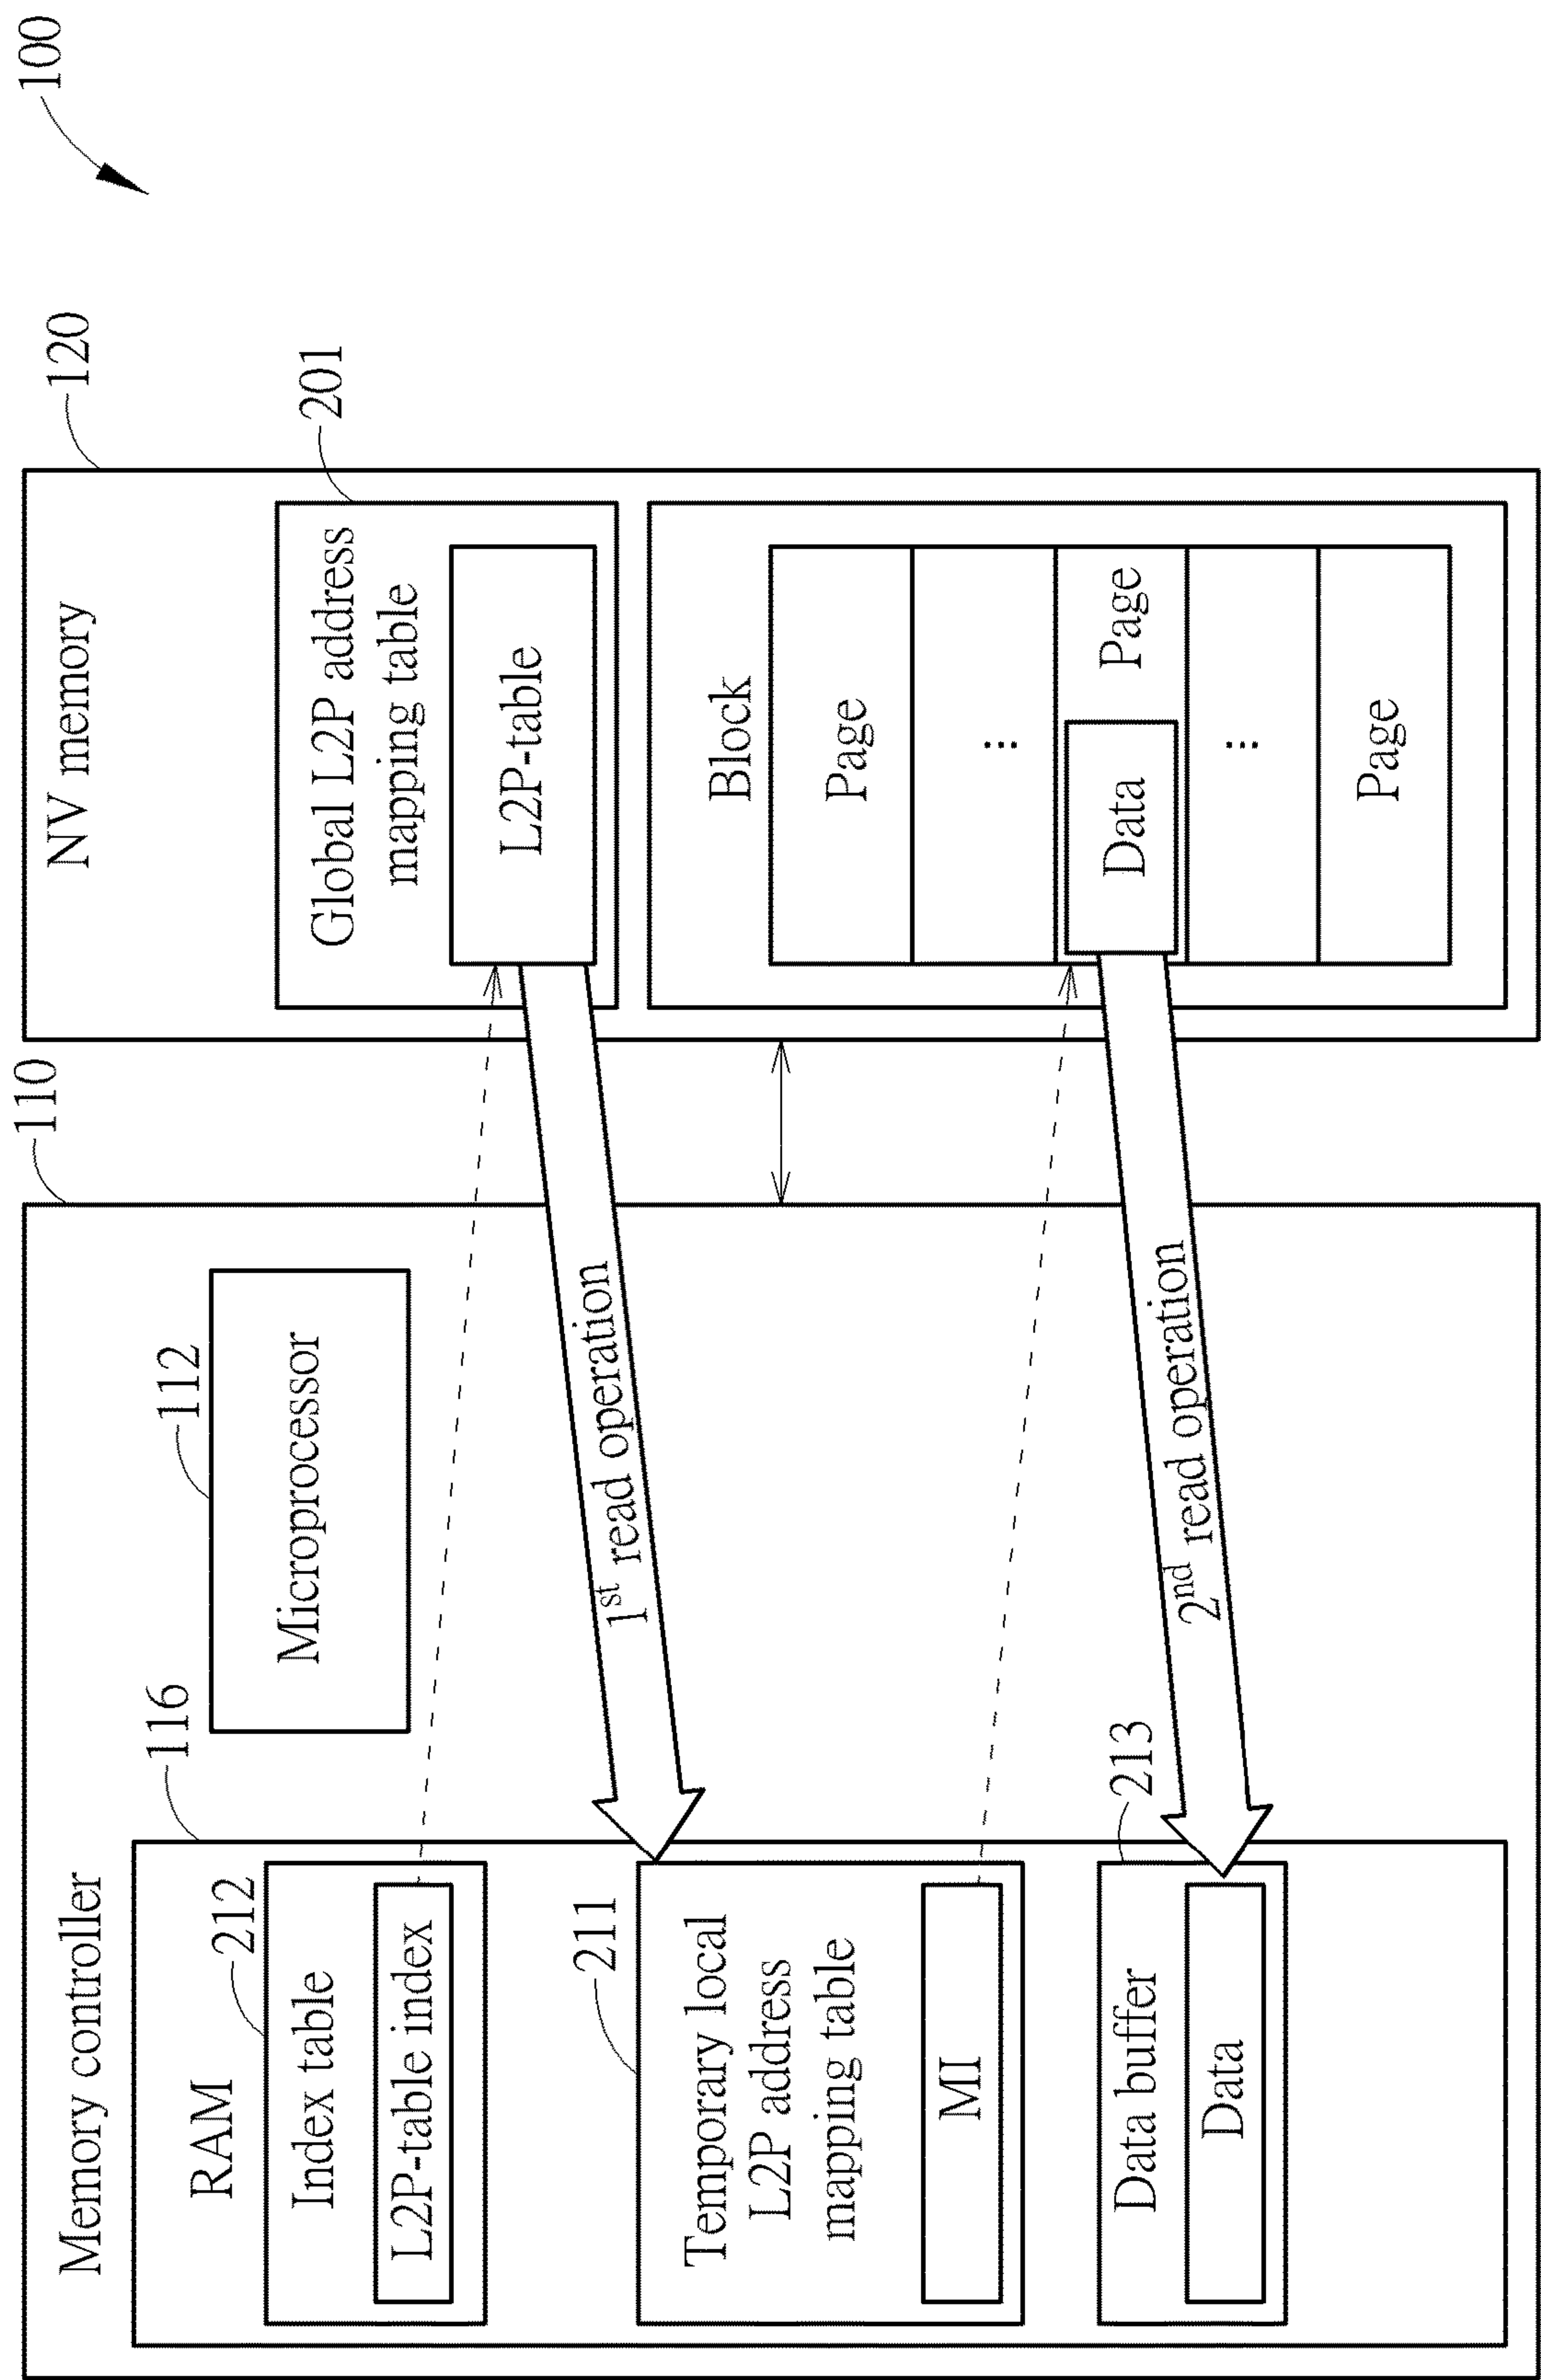 100
Memory controller
110
RAM
116
Index table
212
L2P-table index
Temporary local
L2P address
mapping table
211
MI
Data buffer
213
Data
Microprocessor
112
1st read operation
2nd read operation
NV memory
120
Global L2P address
mapping table
201
L2P-table
Block
Page
⋮
Data
Page
⋮
Page